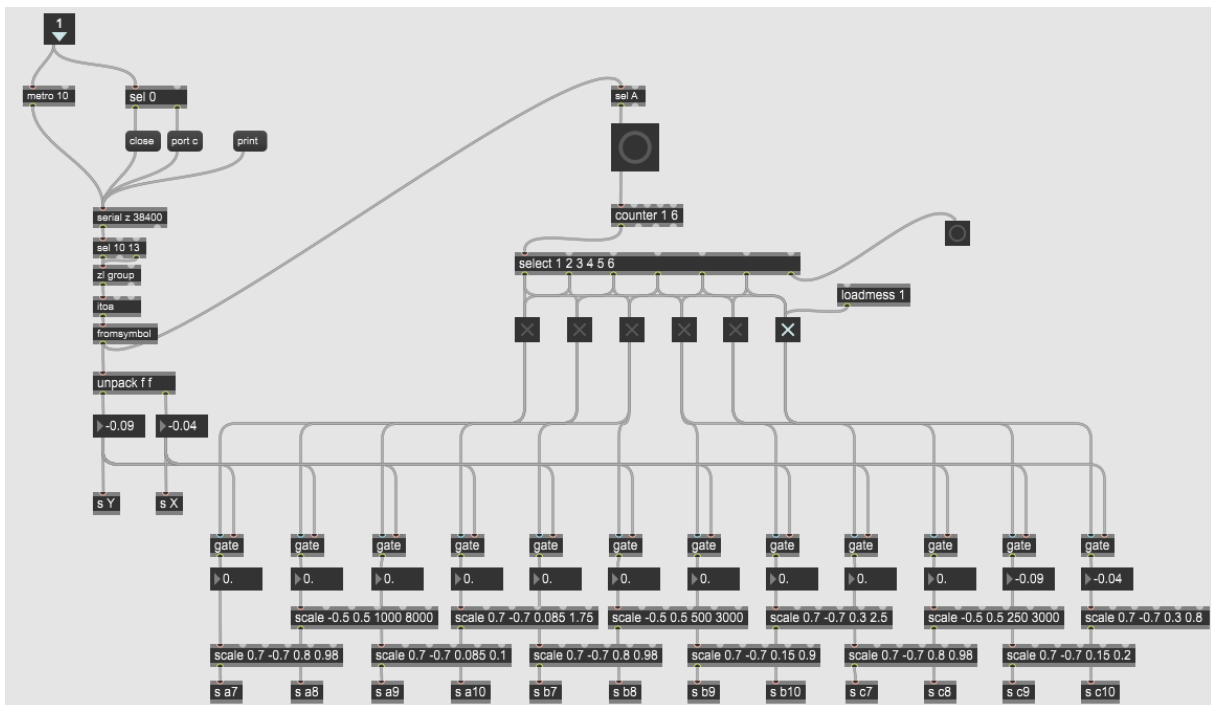 1
metro 10
sel 0
close
port c
print
serial z 38400
sel 10 13
zl group
itoa
fromsymbol
unpack f f
-0.09
-0.04
s Y
s X
sel A
counter 1 6
select 1 2 3 4 5 6
loadmess 1
gate gate gate gate gate gate gate gate gate gate gate gate
0. 0. 0. 0. 0. 0. 0. 0. 0. 0. -0.09 -0.04
scale -0.5 0.5 1000 8000
scale 0.7 -0.7 0.085 1.75
scale -0.5 0.5 500 3000
scale 0.7 -0.7 0.3 2.5
scale -0.5 0.5 250 3000
scale 0.7 -0.7 0.3 0.8
scale 0.7 -0.7 0.8 0.98
scale 0.7 -0.7 0.085 0.1
scale 0.7 -0.7 0.8 0.98
scale 0.7 -0.7 0.15 0.9
scale 0.7 -0.7 0.8 0.98
scale 0.7 -0.7 0.15 0.2
s a7
s a8
s a9
s a10
s b7
s b8
s b9
s b10
s c7
s c8
s c9
s c10